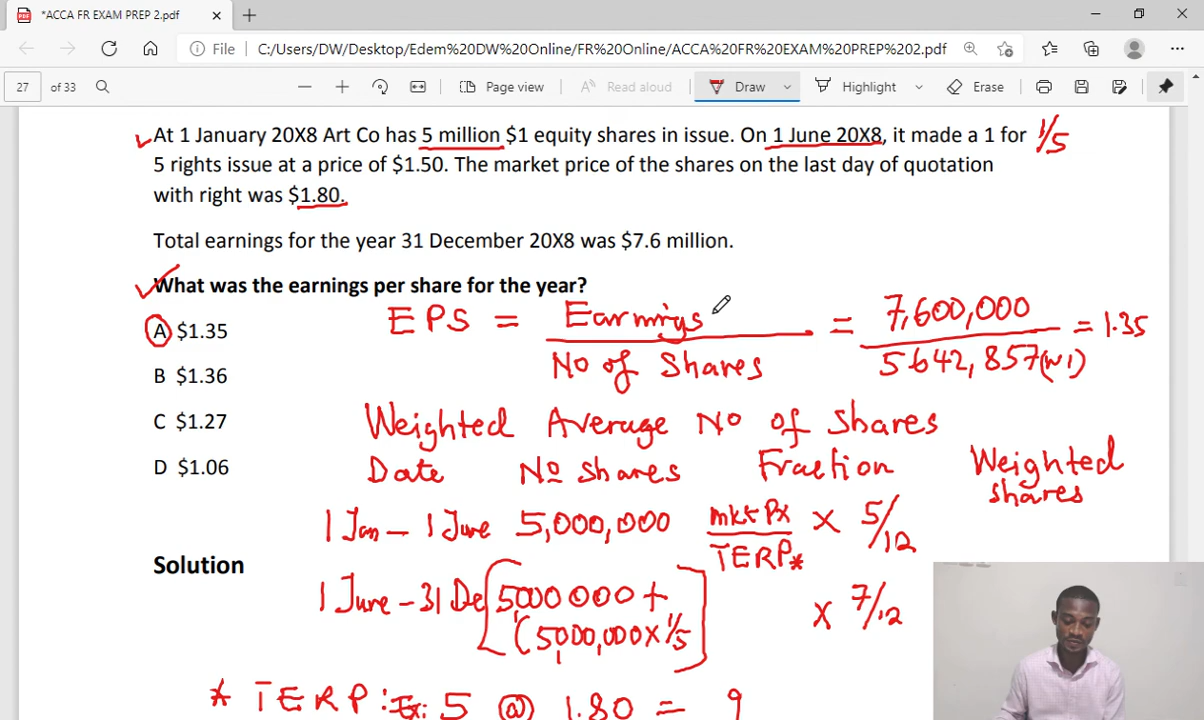 *ACCA FR EXAM PREP 2.pdf
File C:/Users/DW/Desktop/Edem%20DW%20Online/FR%20Online/ACCA%20FR%20EXAM%20PREP%202.pdf
27 of 33 Page view Read aloud Draw Highlight Erase
At 1 January 20X8 Art Co has 5 million $1 equity shares in issue. On 1 June 20X8, it made a 1 for 1/5
5 rights issue at a price of $1.50. The market price of the shares on the last day of quotation
with right was $1.80.
Total earnings for the year 31 December 20X8 was $7.6 million.
What was the earnings per share for the year?
EPS = Earnings = 7,600,000 = 1.35
No of Shares 5642,857(W1)
A $1.35
B $1.36
C $1.27
D $1.06
Weighted Average No of Shares
Date No shares Fraction Weighted shares
1 Jan – 1 June 5,000,000 mkt Px / TERP* x 5/12
Solution
1 June – 31 De [5000000 + (5000,000 x 1/5] x 7/12
* TERP: Ex: 5 @ 1.80 = 9